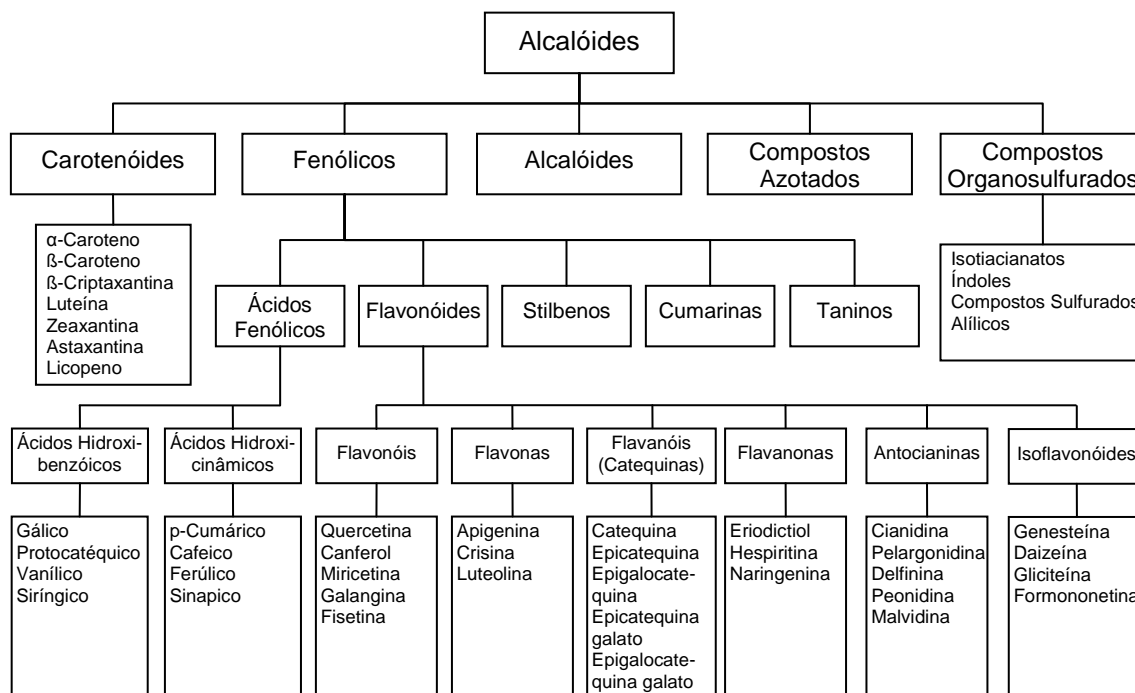 Alcalóides
Carotenóides
Fenólicos
Alcalóides
Compostos
Azotados
Compostos
Organosulfurados
α-Caroteno
ß-Caroteno
ß-Criptaxantina
Luteína
Zeaxantina
Astaxantina
Licopeno
Isotiacianatos
Índoles
Compostos Sulfurados
Alílicos
Ácidos
Fenólicos
Flavonóides
Stilbenos
Cumarinas
Taninos
Ácidos Hidroxi-
benzóicos
Ácidos Hidroxi-
cinâmicos
Flavonóis
Flavonas
Flavanóis
(Catequinas)
Flavanonas
Antocianinas
Isoflavonóides
Gálico
Protocatéquico
Vanílico
Siríngico
p-Cumárico
Cafeico
Ferúlico
Sinapico
Quercetina
Canferol
Miricetina
Galangina
Fisetina
Apigenina
Crisina
Luteolina
Catequina
Epicatequina
Epigalocate-
quina
Epicatequina
galato
Epigalocate-
quina galato
Eriodictiol
Hespiritina
Naringenina
Cianidina
Pelargonidina
Delfinina
Peonidina
Malvidina
Genesteína
Daizeína
Gliciteína
Formononetina